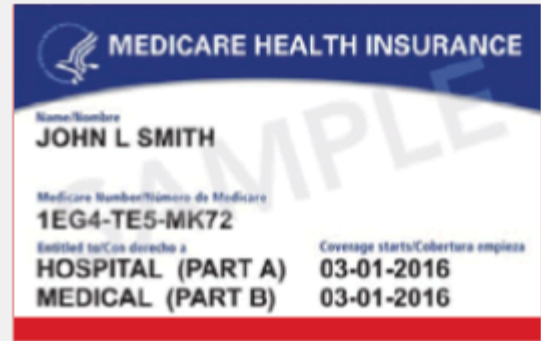 MEDICARE HEALTH INSURANCE
Name/Nombre
JOHN L SMITH
Medicare Number/Número de Medicare
1EG4-TE5-MK72
Entitled to/Con derecho a Coverage starts/Cobertura empieza
HOSPITAL (PART A) 03-01-2016
MEDICAL (PART B) 03-01-2016
SAMPLE